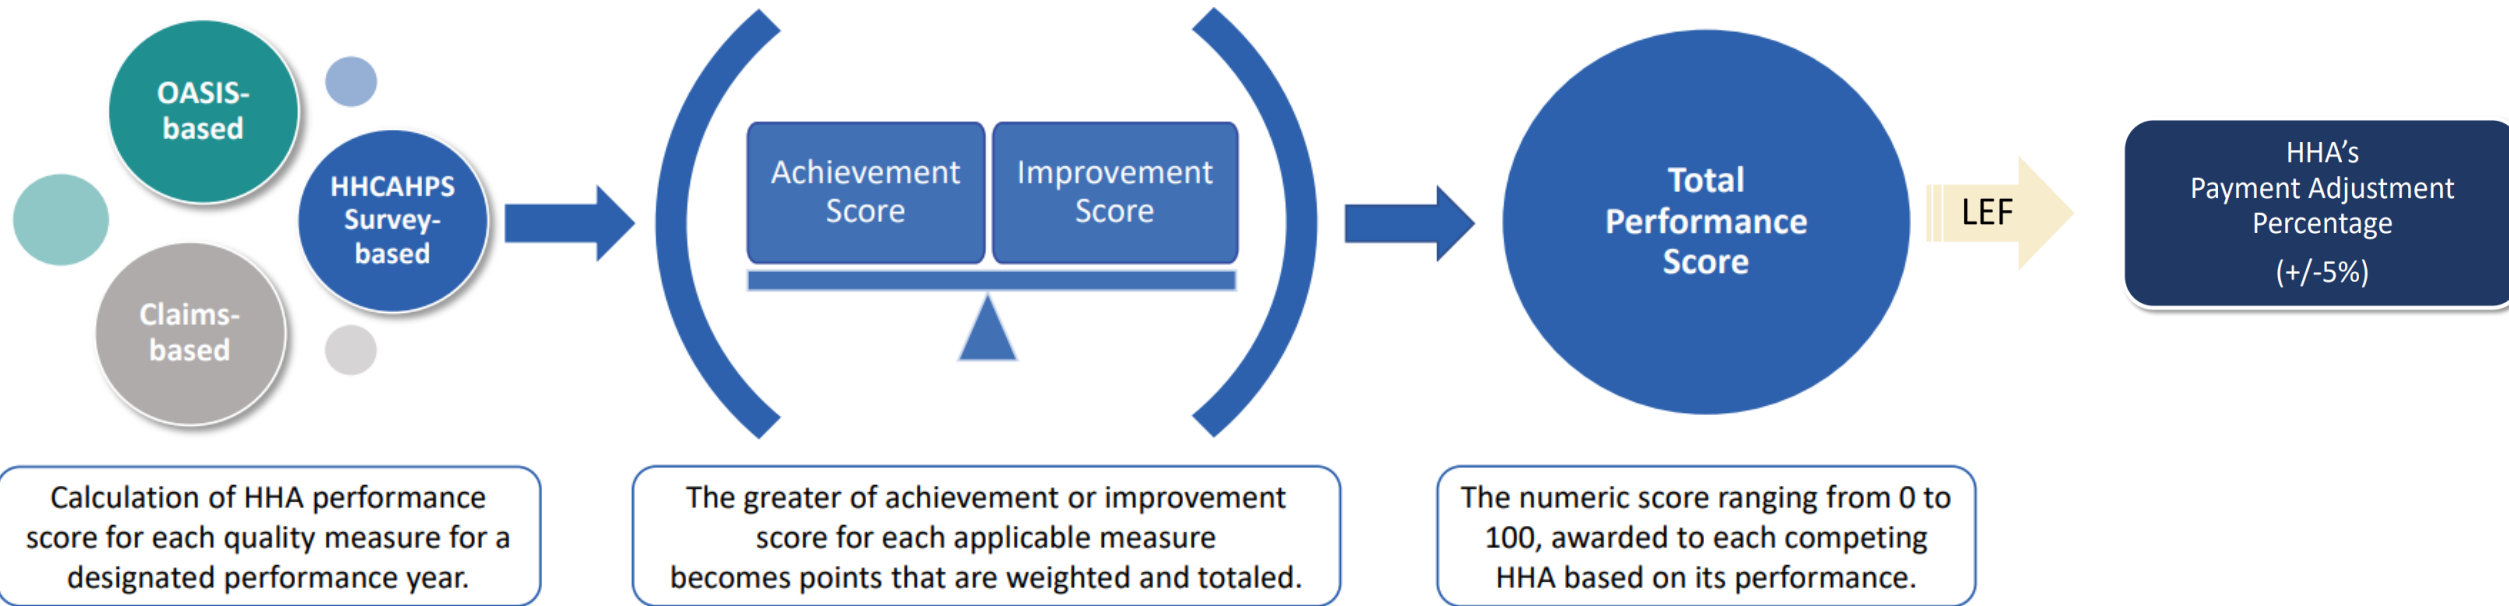 OASIS-
based
HHCAHPS
Survey-
based
Claims-
based
Achievement
Score
Improvement
Score
Total
Performance
Score
LEF
HHA’s
Payment Adjustment
Percentage
(+/-5%)
Calculation of HHA performance
score for each quality measure for a
designated performance year.
The greater of achievement or improvement
score for each applicable measure
becomes points that are weighted and totaled.
The numeric score ranging from 0 to
100, awarded to each competing
HHA based on its performance.